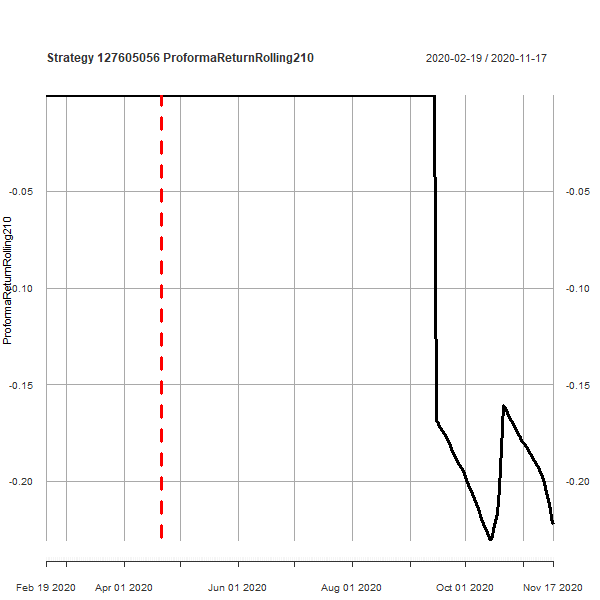 Strategy 127605056 ProformaReturnRolling210
2020-02-19 / 2020-11-17
ProformaReturnRolling210
-0.05
-0.05
-0.10
-0.10
-0.15
-0.15
-0.20
-0.20
Feb 19 2020
Apr 01 2020
Jun 01 2020
Aug 01 2020
Oct 01 2020
Nov 17 2020